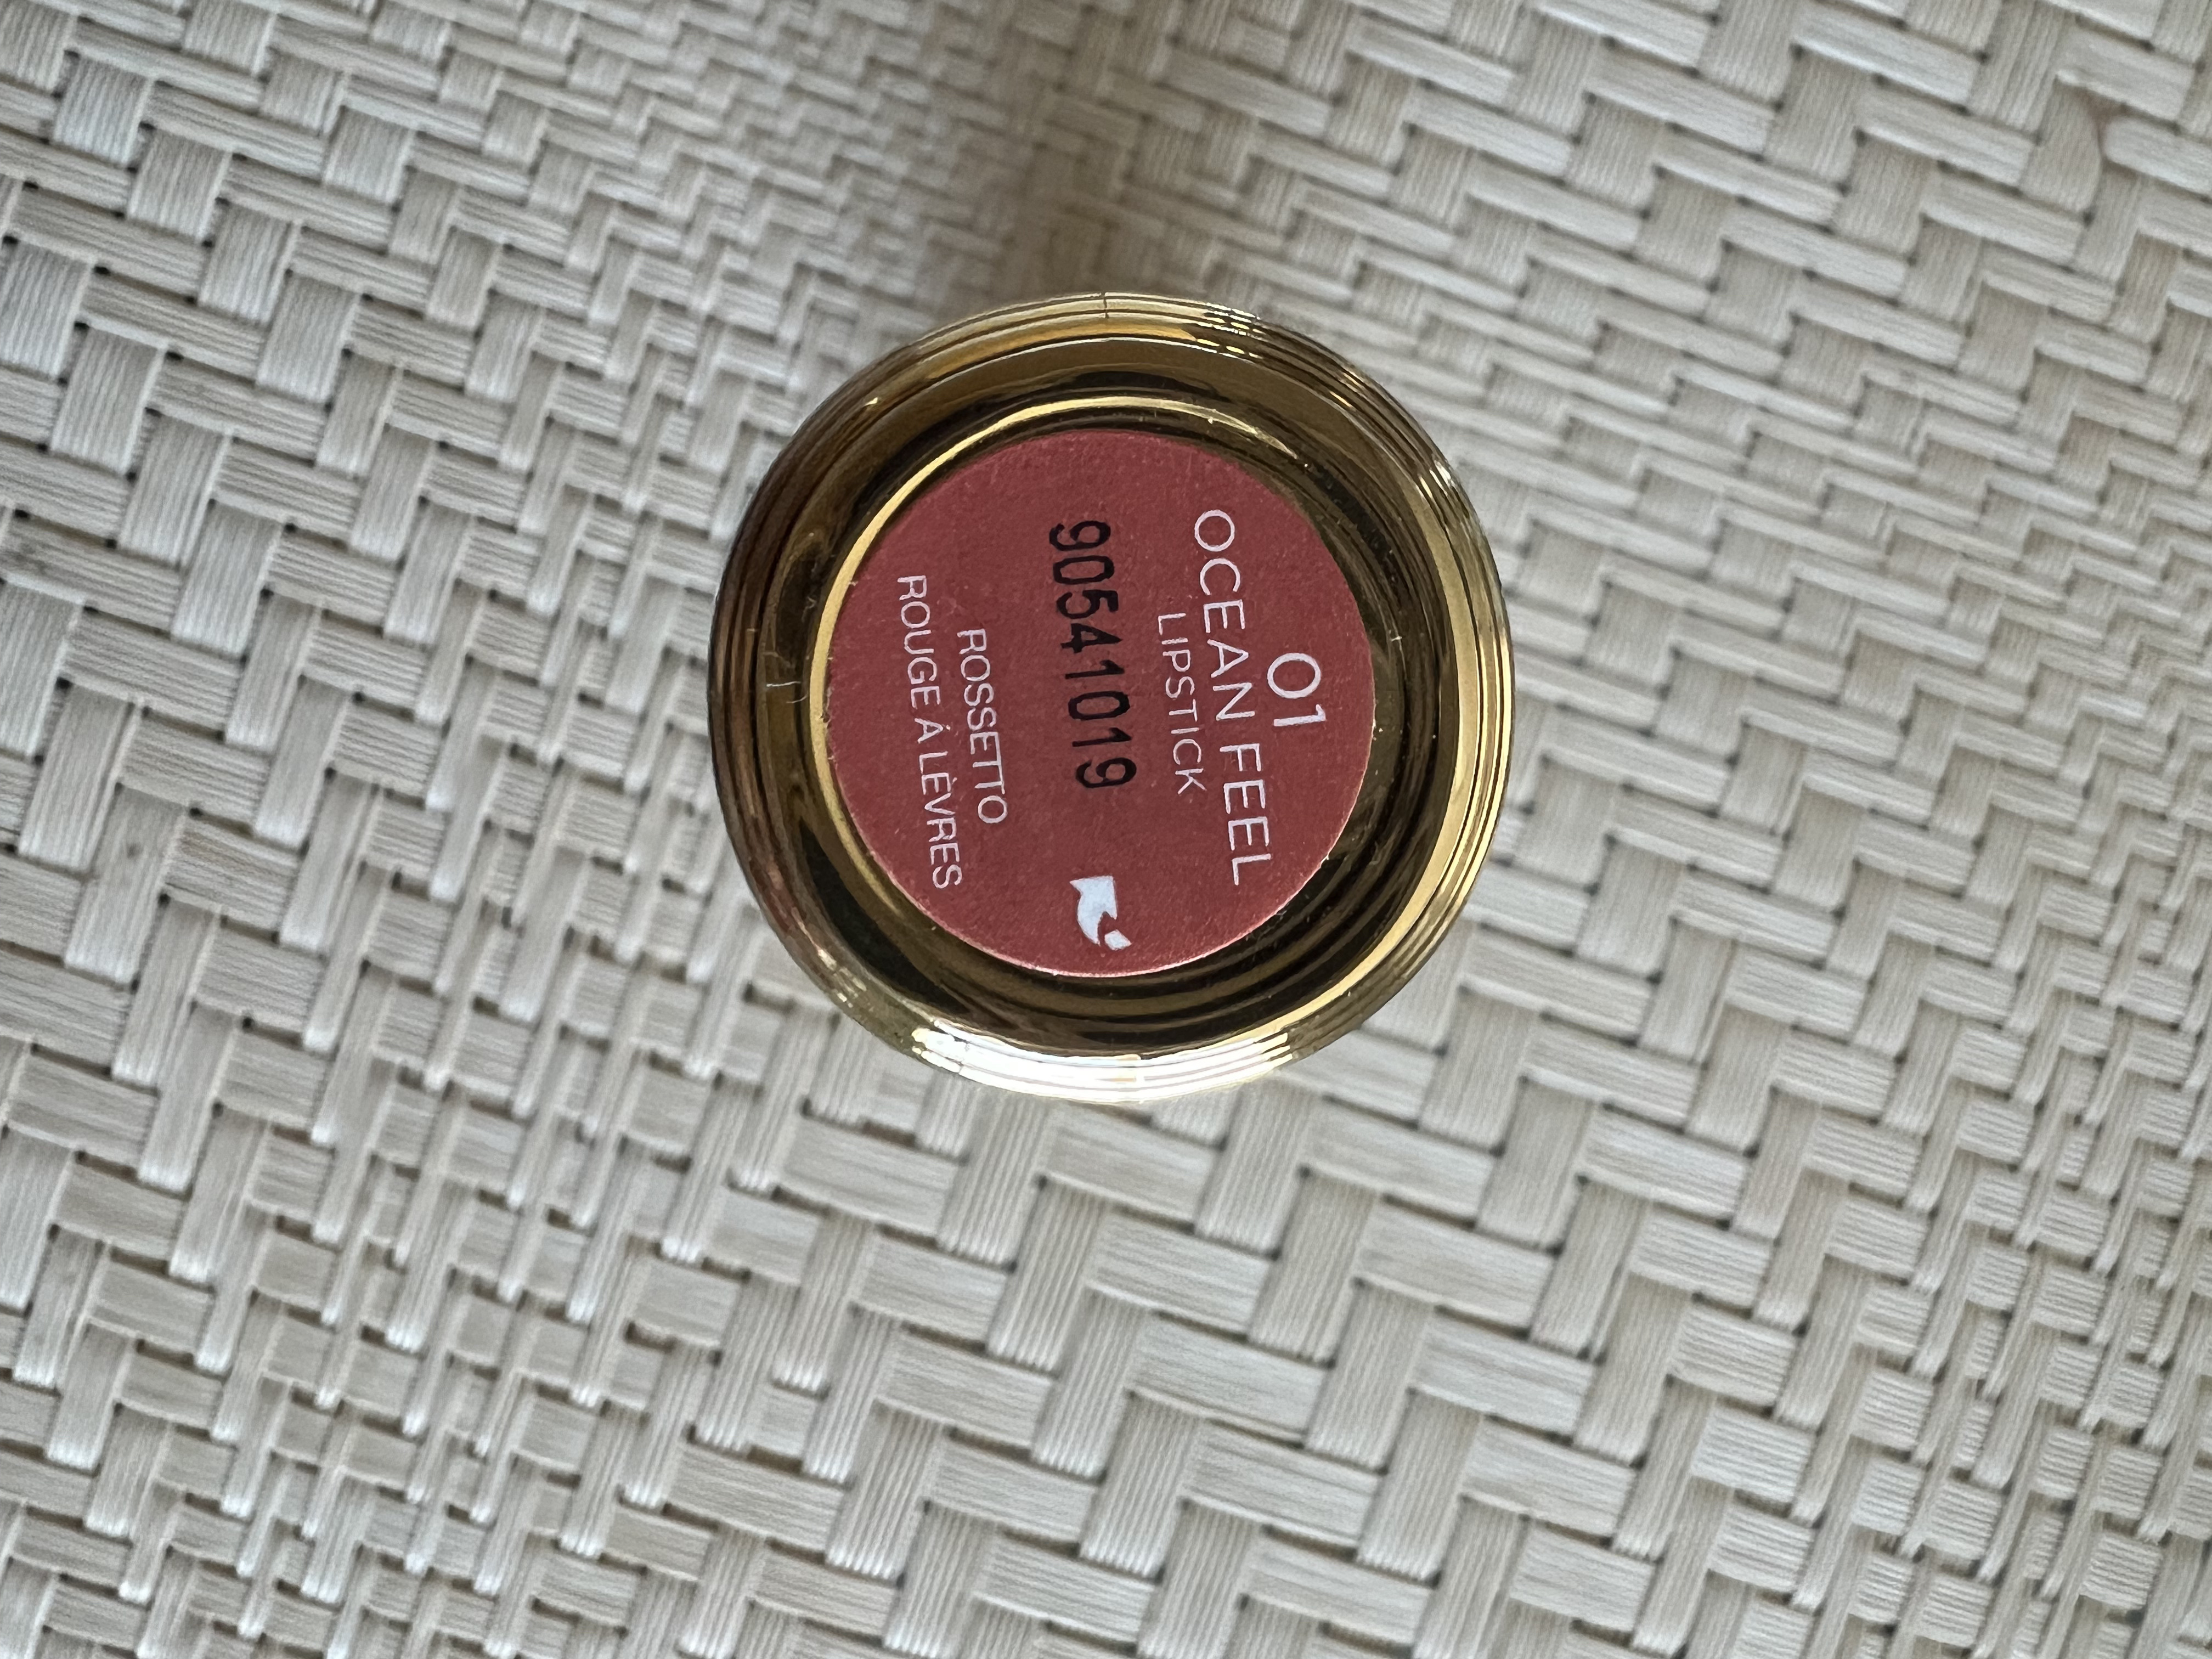 01
OCEAN FEEL
LIPSTICK
90541019
ROSSETTO
ROUGE À LÈVRES